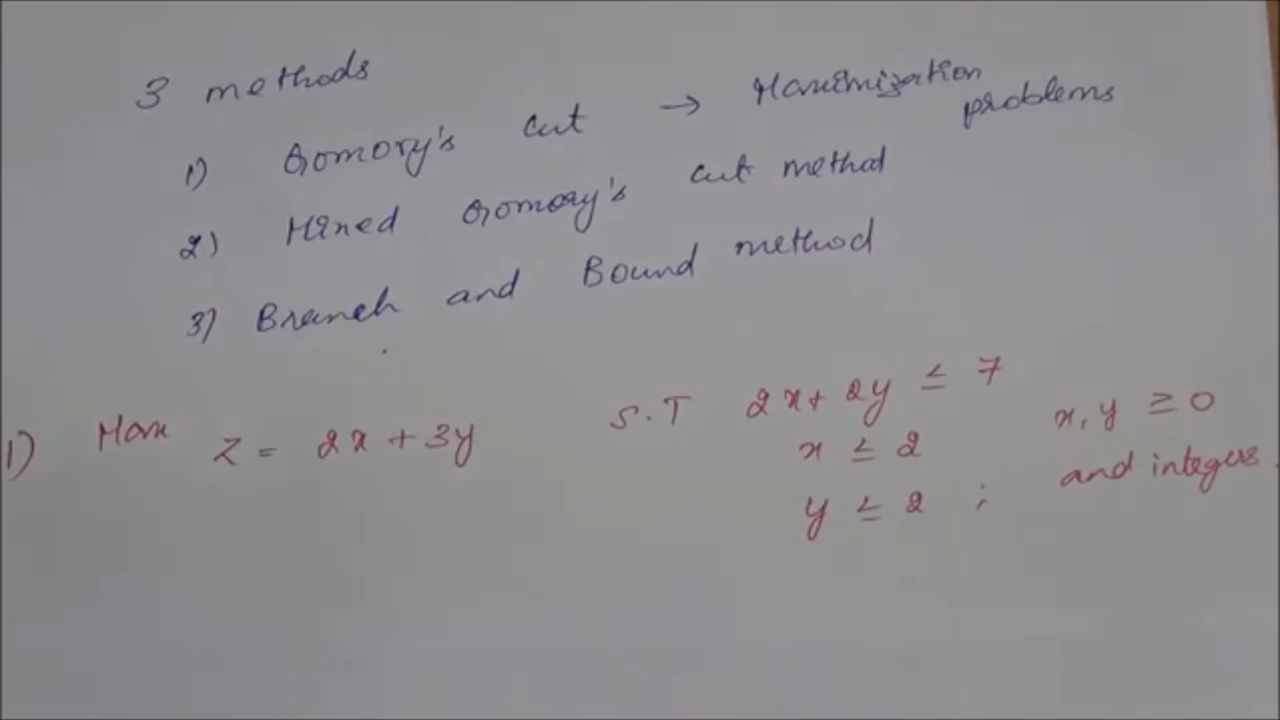 3 methods
1) Gomory's cut → Maximization problems
2) Mixed Gomory's cut method
3) Branch and Bound method
1) Max Z = 2x + 3y S.T 2x + 2y ≤ 7
x ≤ 2
y ≤ 2 ; x, y ≥ 0
and integers.